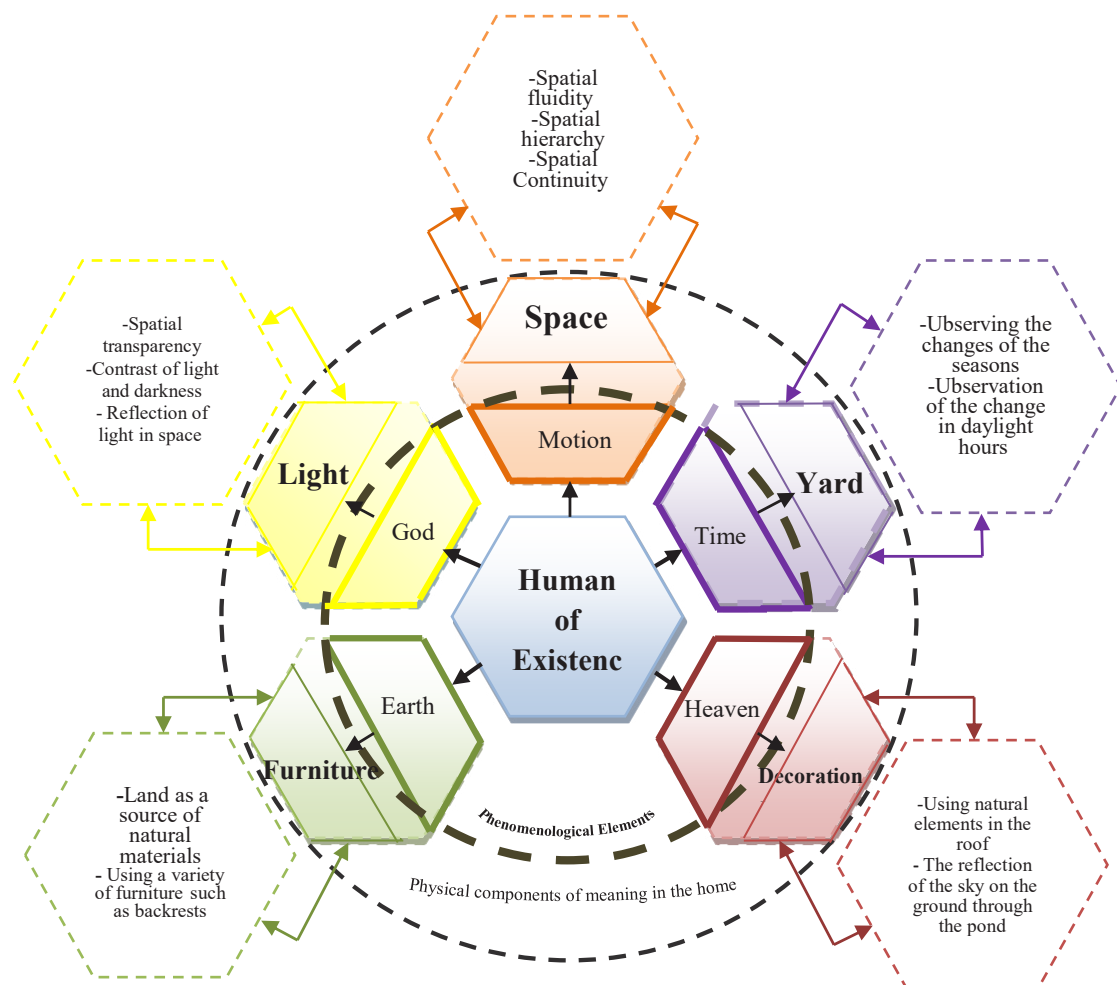 -Spatial
fluidity
-Spatial
hierarchy
-Spatial
Continuity
Space
Motion
-Spatial
transparency
-Contrast of light
and darkness
- Reflection of
light in space
Light
God
-Ubserving the
changes of the
seasons
-Observation
of the change
in daylight
hours
Yard
Time
Human
of
Existenc
Earth
Furniture
Heaven
Decoration
-Land as a
source of
natural
materials
- Using a variety
of furniture such
as backrests
-Using natural
elements in the
roof
- The reflection
of the sky on the
ground through
the pond
Phenomenological Elements
Physical components of meaning in the home